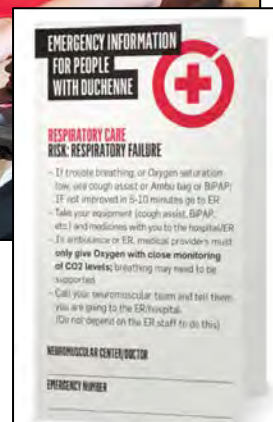 EMERGENCY INFORMATION
FOR PEOPLE
WITH DUCHENNE
RESPIRATORY CARE
RISK: RESPIRATORY FAILURE
- If trouble breathing, or Oxygen saturation
low, use cough assist or Ambu bag or BiPAP;
IF not improved in 5-10 minutes go to ER
- Take your equipment (cough assist, BiPAP,
etc.) and medicines with you to the hospital/ER
- In ambulance or ER, medical providers must
only give Oxygen with close monitoring
of CO2 levels; breathing may need to be
supported
- Call your neuromuscular team and tell them
you are going to the ER/hospital.
(Do not depend on the ER staff to do this)
NEUROMUSCULAR CENTER/DOCTOR
EMERGENCY NUMBER